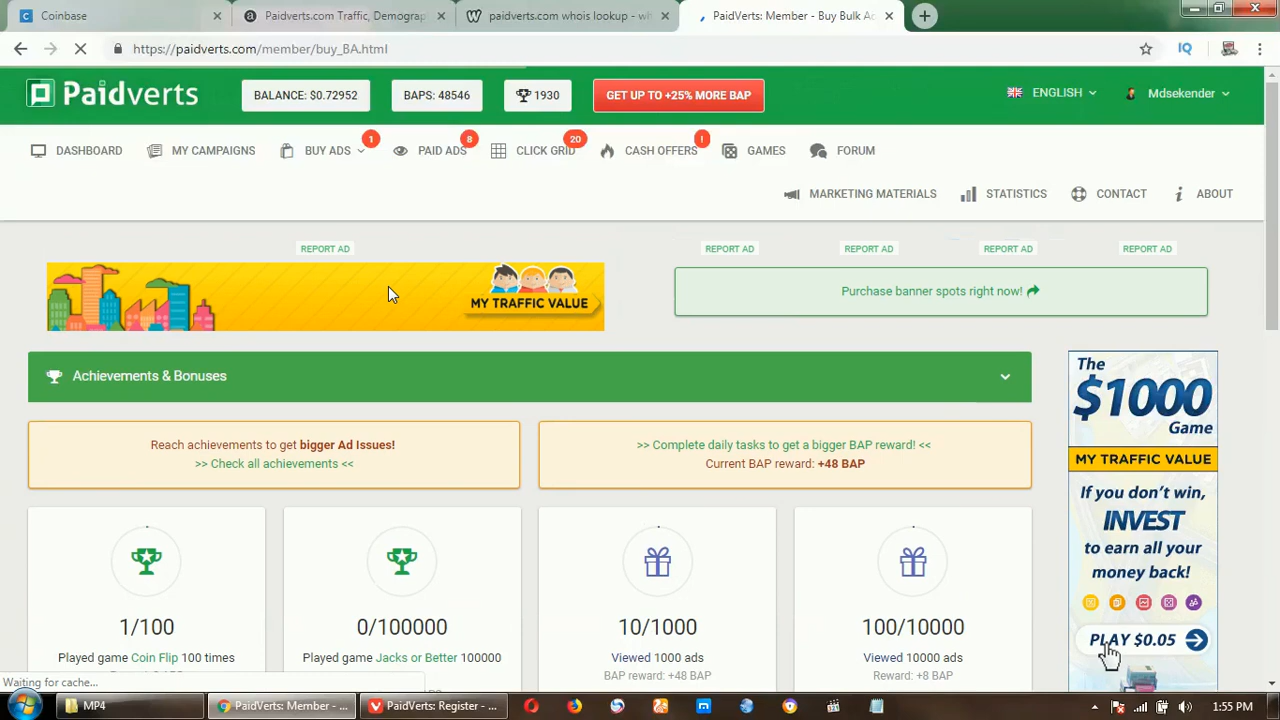 Coinbase
Paidverts.com Traffic, Demograp
paidverts.com whois lookup - wh
PaidVerts: Member - Buy Bulk Ad
https://paidverts.com/member/buy_BA.html
IQ
Paidverts
BALANCE: $0.72952
BAPS: 48546
1930
GET UP TO +25% MORE BAP
ENGLISH
Mdsekender
DASHBOARD
MY CAMPAIGNS
BUY ADS
1
PAID ADS
8
CLICK GRID
20
CASH OFFERS
!
GAMES
FORUM
MARKETING MATERIALS
STATISTICS
CONTACT
ABOUT
REPORT AD
REPORT AD
REPORT AD
REPORT AD
REPORT AD
MY TRAFFIC VALUE
Purchase banner spots right now!
Achievements & Bonuses
Reach achievements to get bigger Ad Issues!
>> Check all achievements <<
>> Complete daily tasks to get a bigger BAP reward! <<
Current BAP reward: +48 BAP
The
$1000
Game
MY TRAFFIC VALUE
If you don't win,
INVEST
to earn all your
money back!
PLAY $0.05
1/100
Played game Coin Flip 100 times
0/100000
Played game Jacks or Better 100000
10/1000
Viewed 1000 ads
BAP reward: +48 BAP
100/10000
Viewed 10000 ads
Reward: +8 BAP
Waiting for cache...
MP4
PaidVerts: Member - ...
PaidVerts: Register - ...
1:55 PM